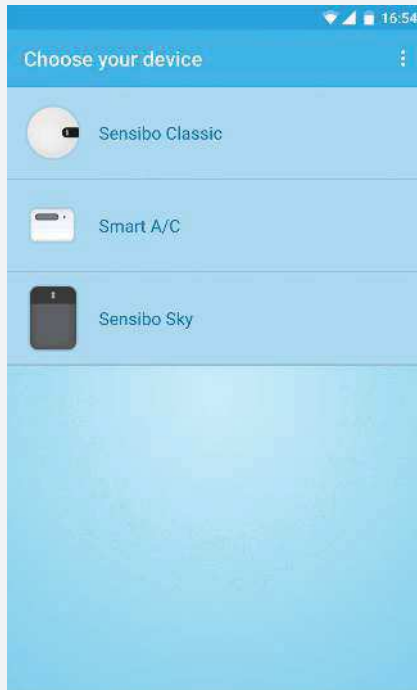 16:54
Choose your device
Sensibo Classic
Smart A/C
Sensibo Sky